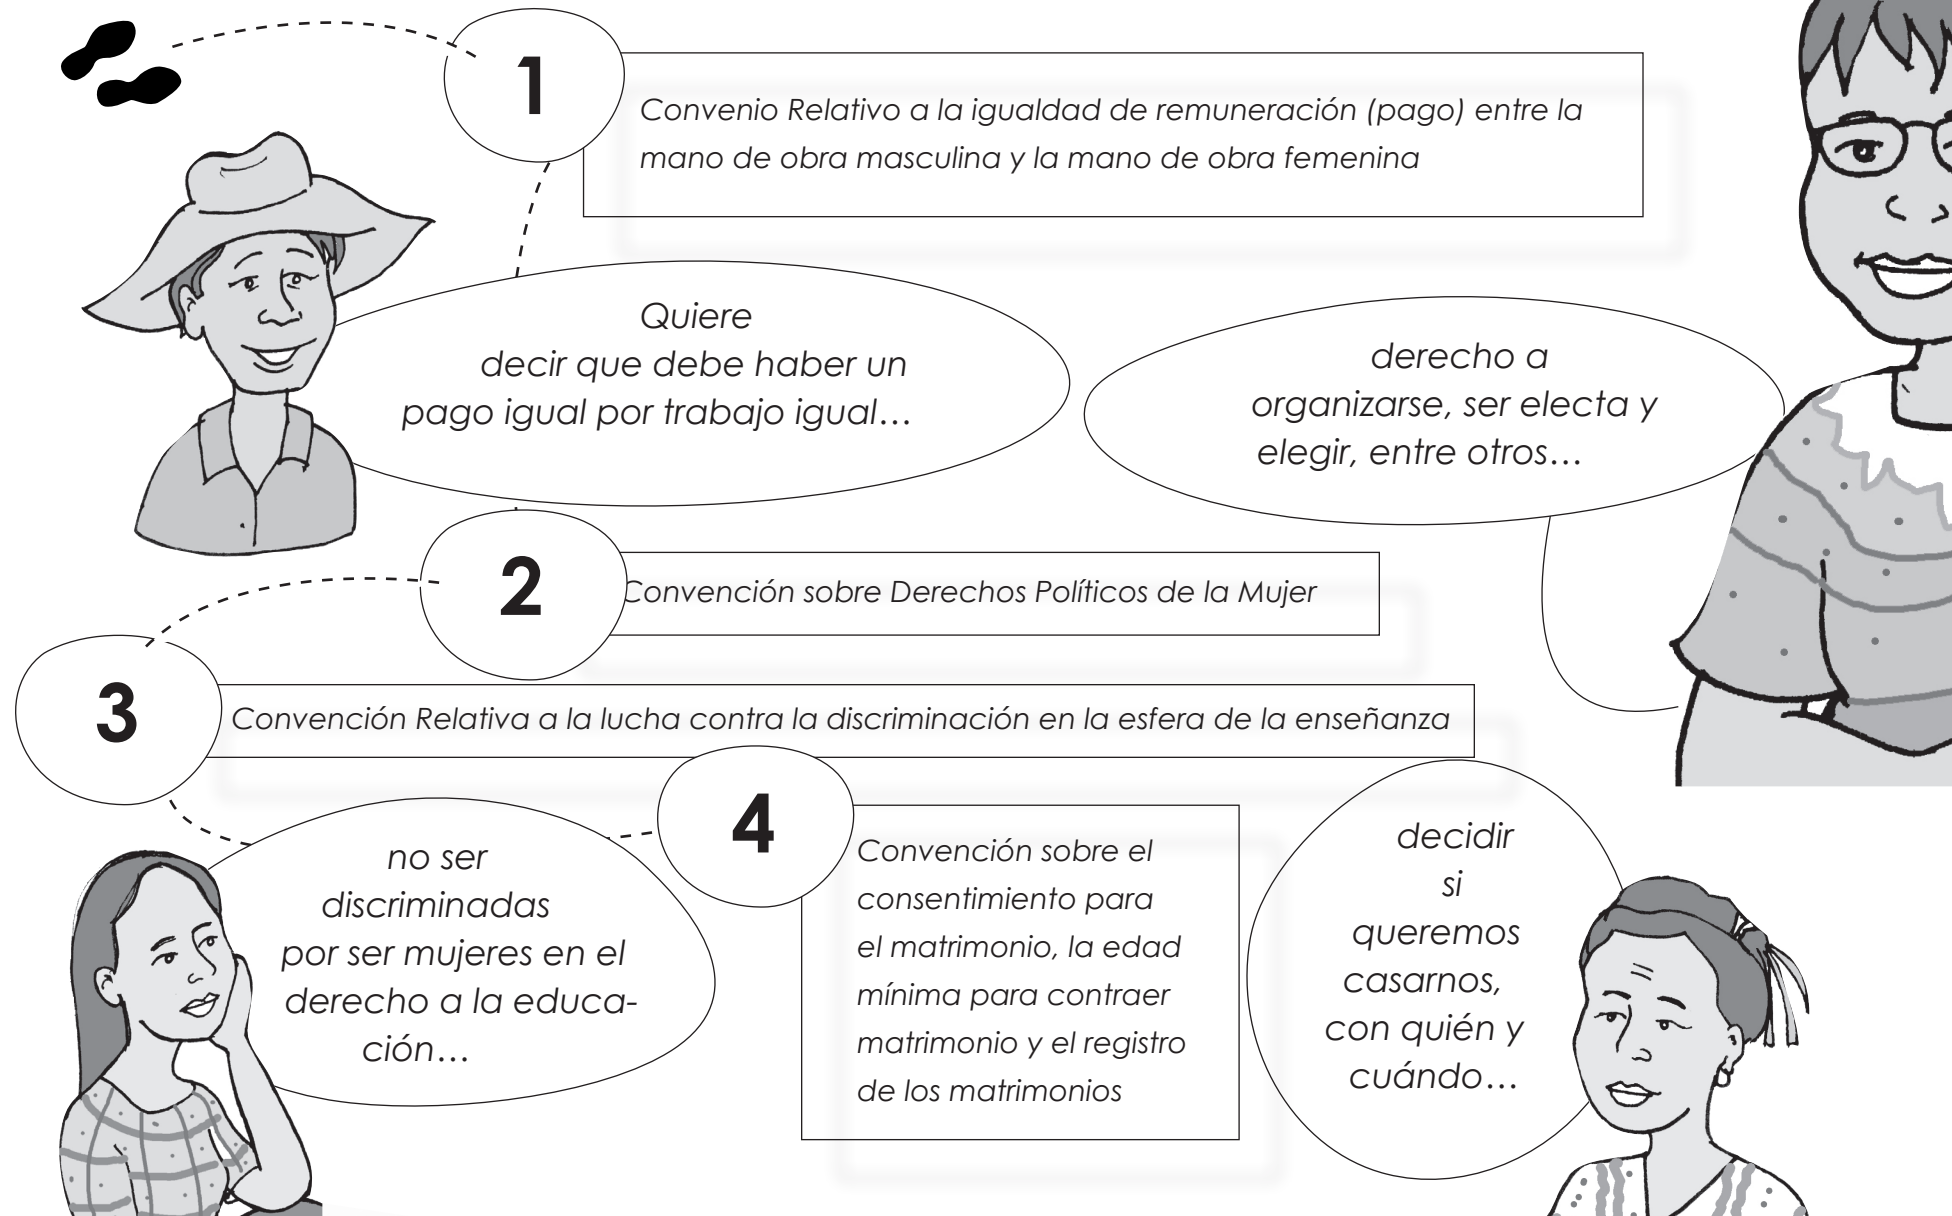 1
Convenio Relativo a la igualdad de remuneración (pago) entre la
mano de obra masculina y la mano de obra femenina
Quiere
decir que debe haber un
pago igual por trabajo igual…
2
Convención sobre Derechos Políticos de la Mujer
derecho a
organizarse, ser electa y
elegir, entre otros…
3
Convención Relativa a la lucha contra la discriminación en la esfera de la enseñanza
no ser
discriminadas
por ser mujeres en el
derecho a la educa-
ción…
4
Convención sobre el
consentimiento para
el matrimonio, la edad
mínima para contraer
matrimonio y el registro
de los matrimonios
decidir
si
queremos
casarnos,
con quién y
cuándo…